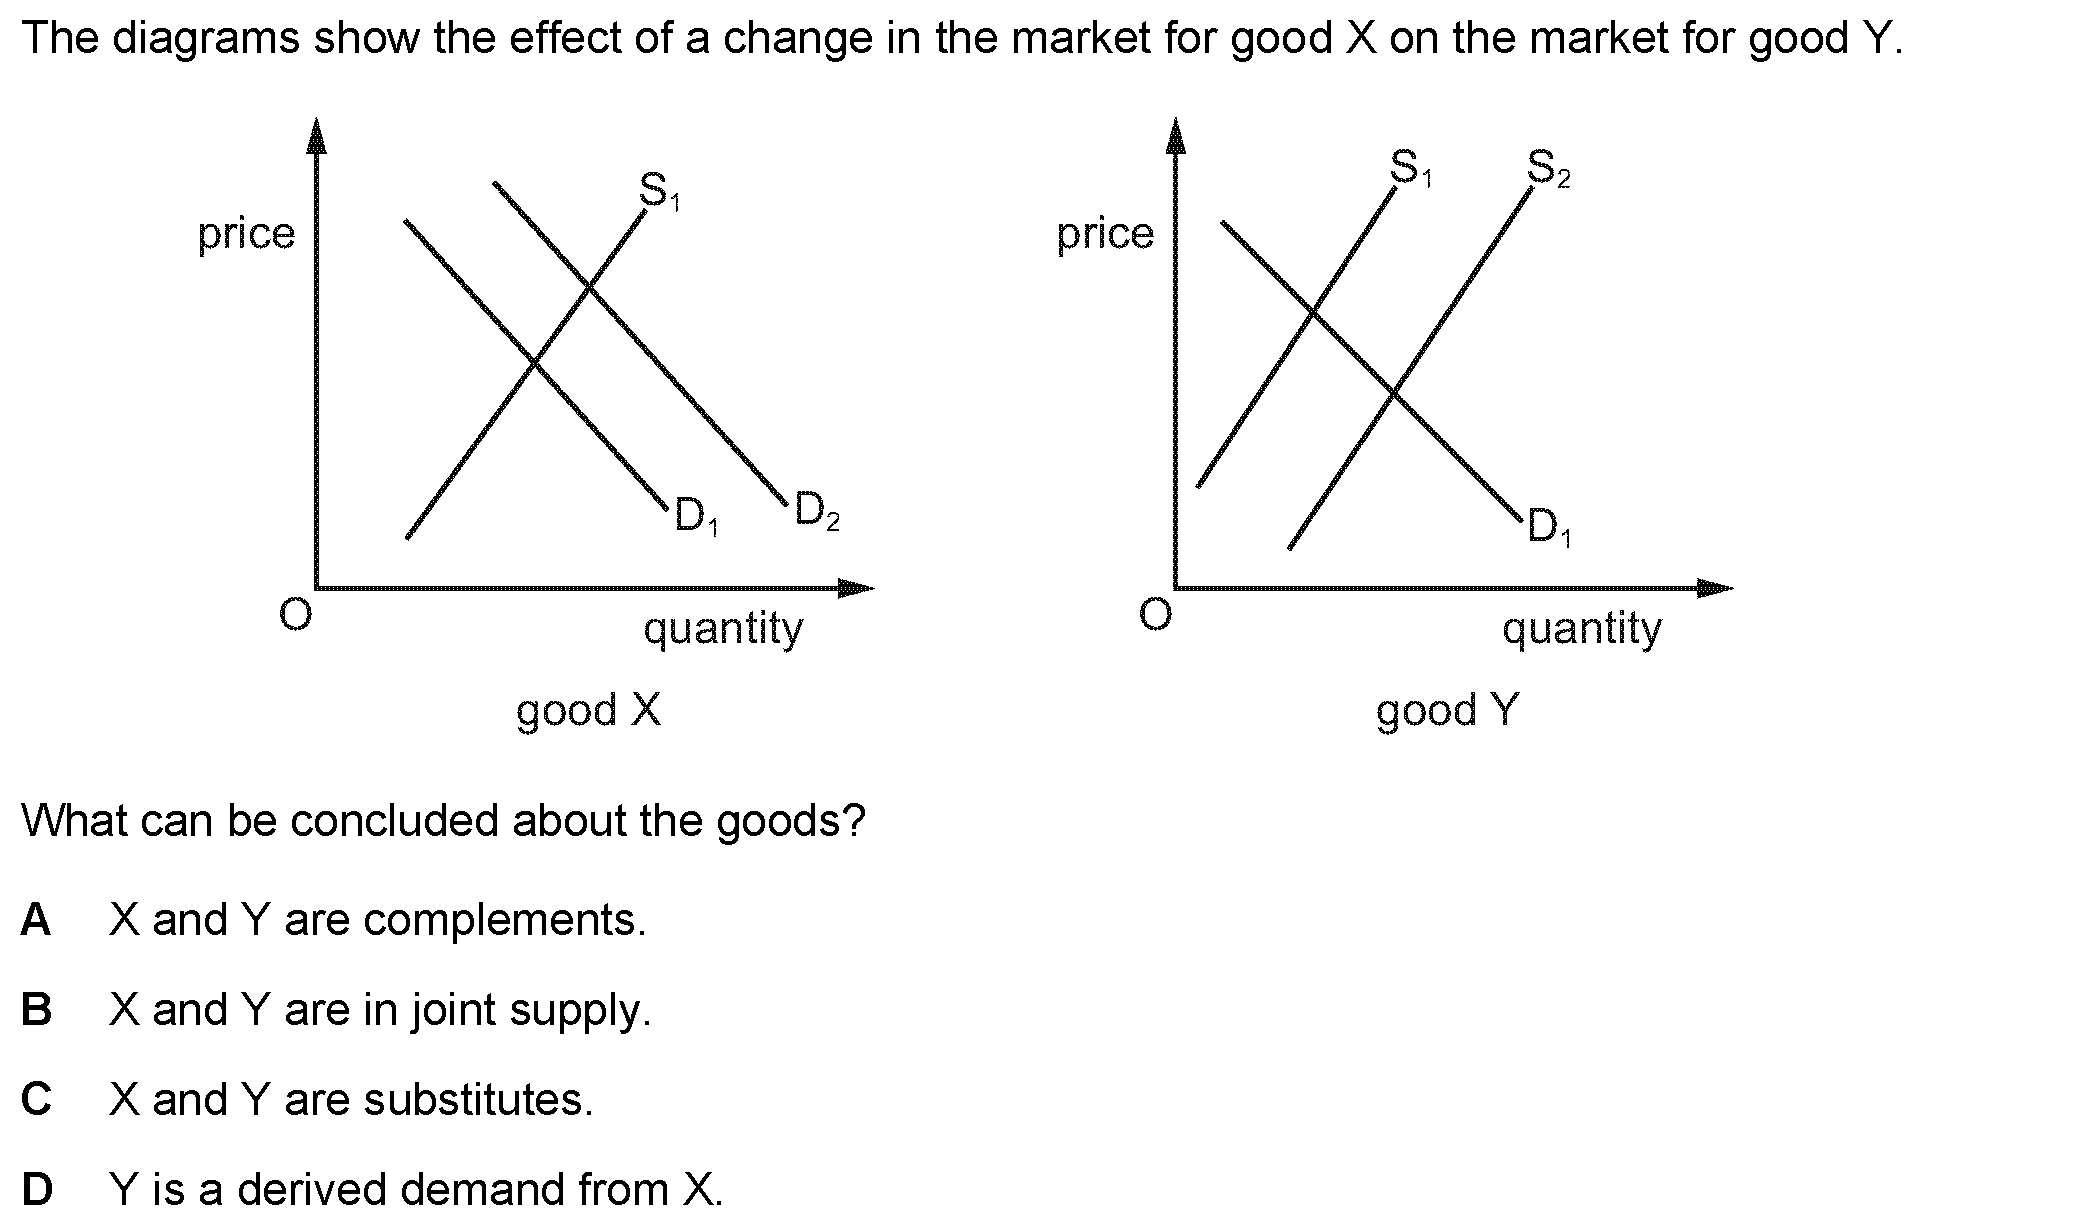 The diagrams show the effect of a change in the market for good X on the market for good Y.
price
S1
D1
D2
O
quantity
good X
price
S1
S2
D1
O
quantity
good Y
What can be concluded about the goods?
A X and Y are complements.
B X and Y are in joint supply.
C X and Y are substitutes.
D Y is a derived demand from X.